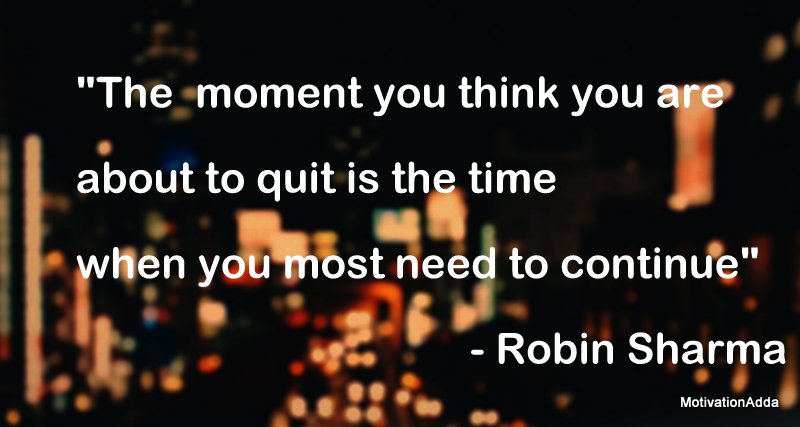 "The  moment you think you are
about to quit is the time
when you most need to continue"
- Robin Sharma
MotivationAdda